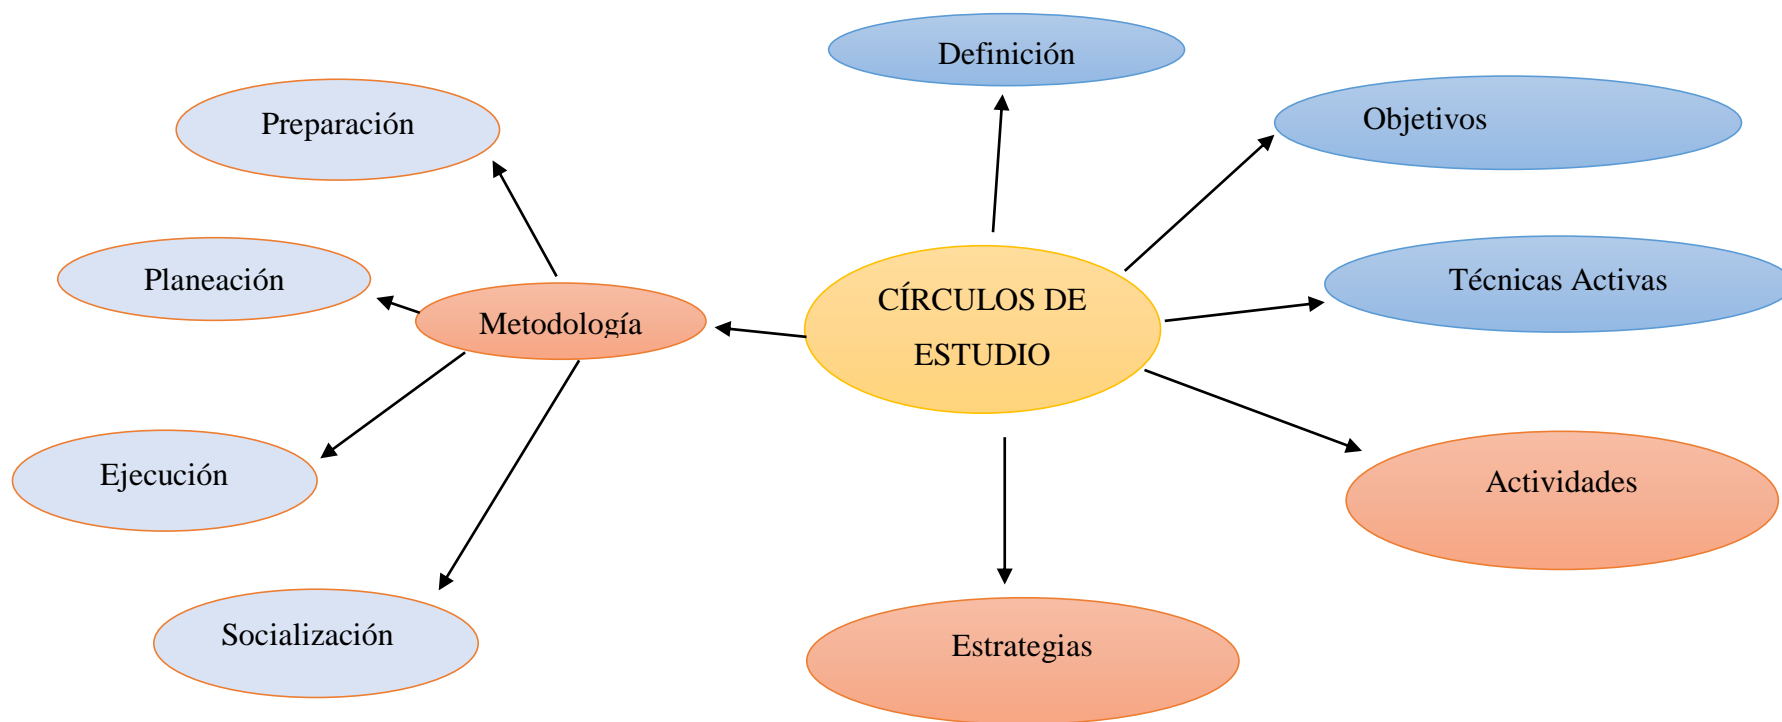 Definición
Preparación
Objetivos
Planeación
Técnicas Activas
Metodología
CÍRCULOS DE
ESTUDIO
Ejecución
Actividades
Socialización
Estrategias